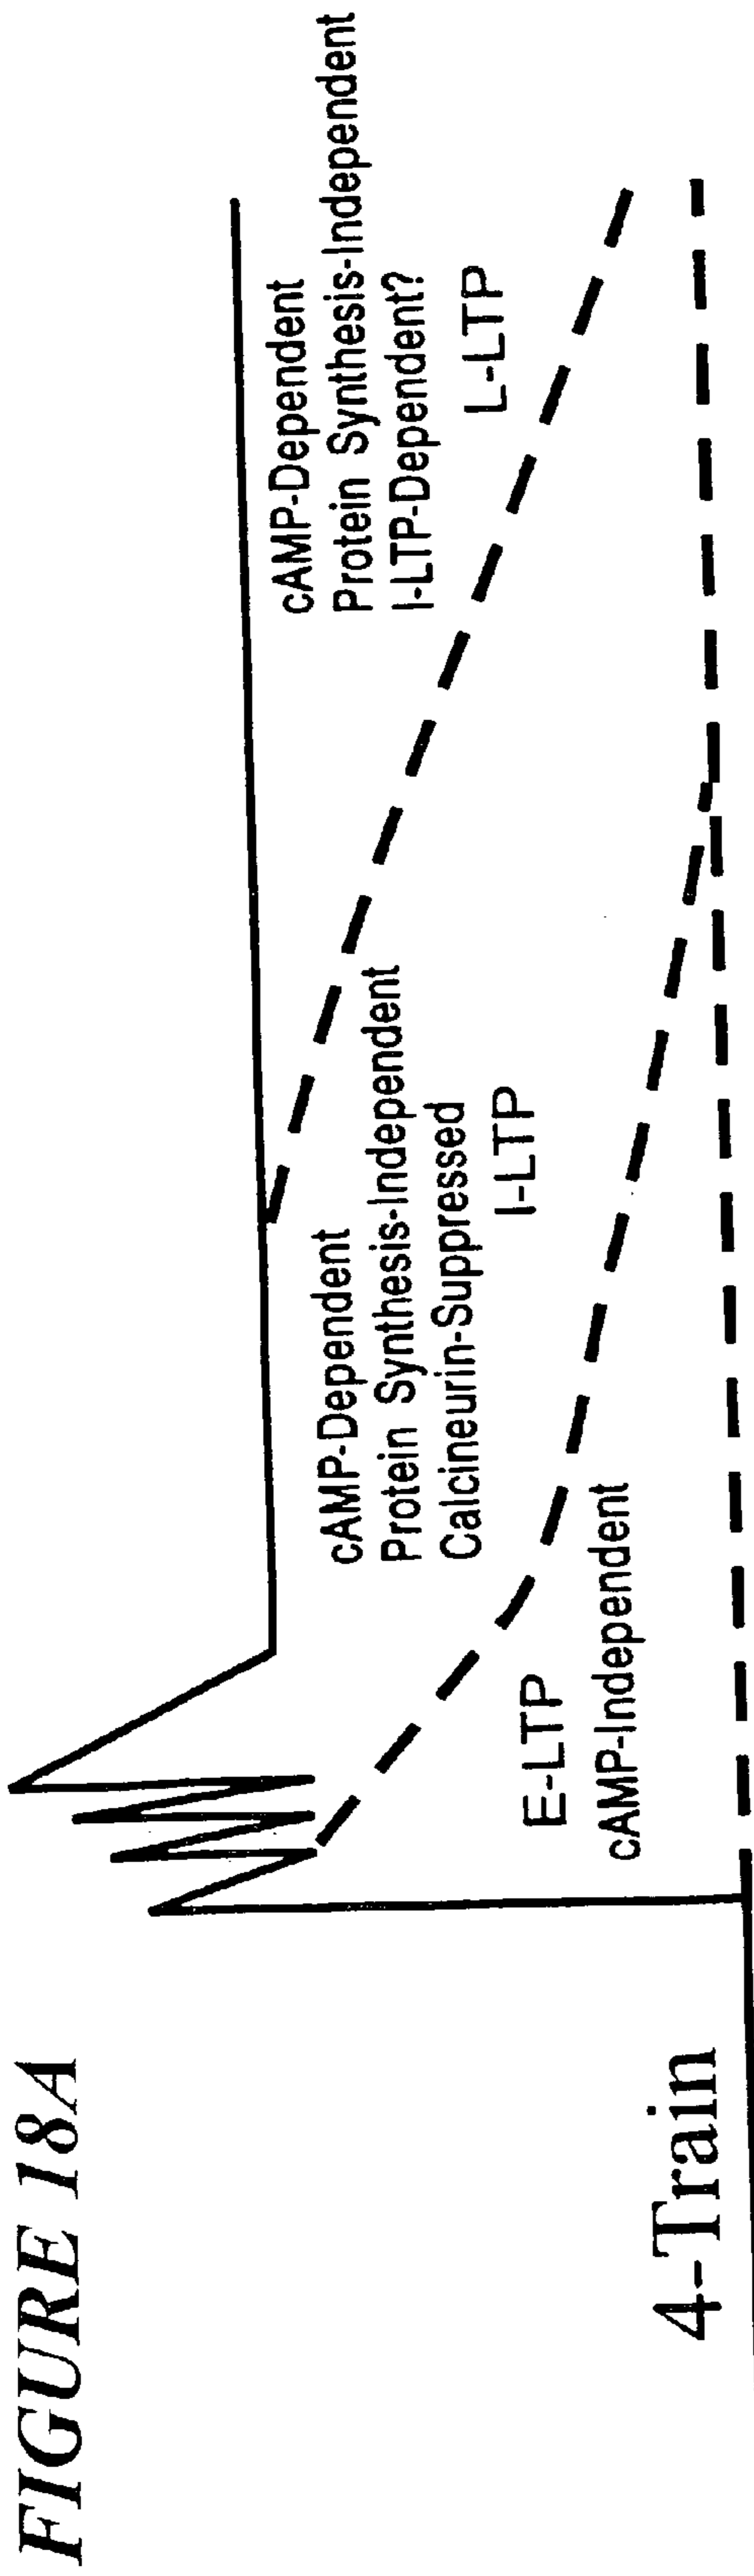 FIGURE 18A
4-Train
E-LTP
cAMP-Independent
cAMP-Dependent
Protein Synthesis-Independent
Calcineurin-Suppressed
I-LTP
cAMP-Dependent
Protein Synthesis-Independent
I-LTP-Dependent?
L-LTP